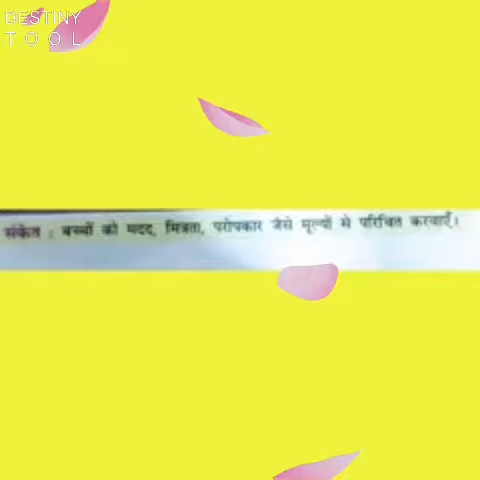 DESTINY
TOOL
संकेत : बच्चों को मदद, मित्रता, परोपकार जैसे मूल्यों से परिचित करवाएँ।